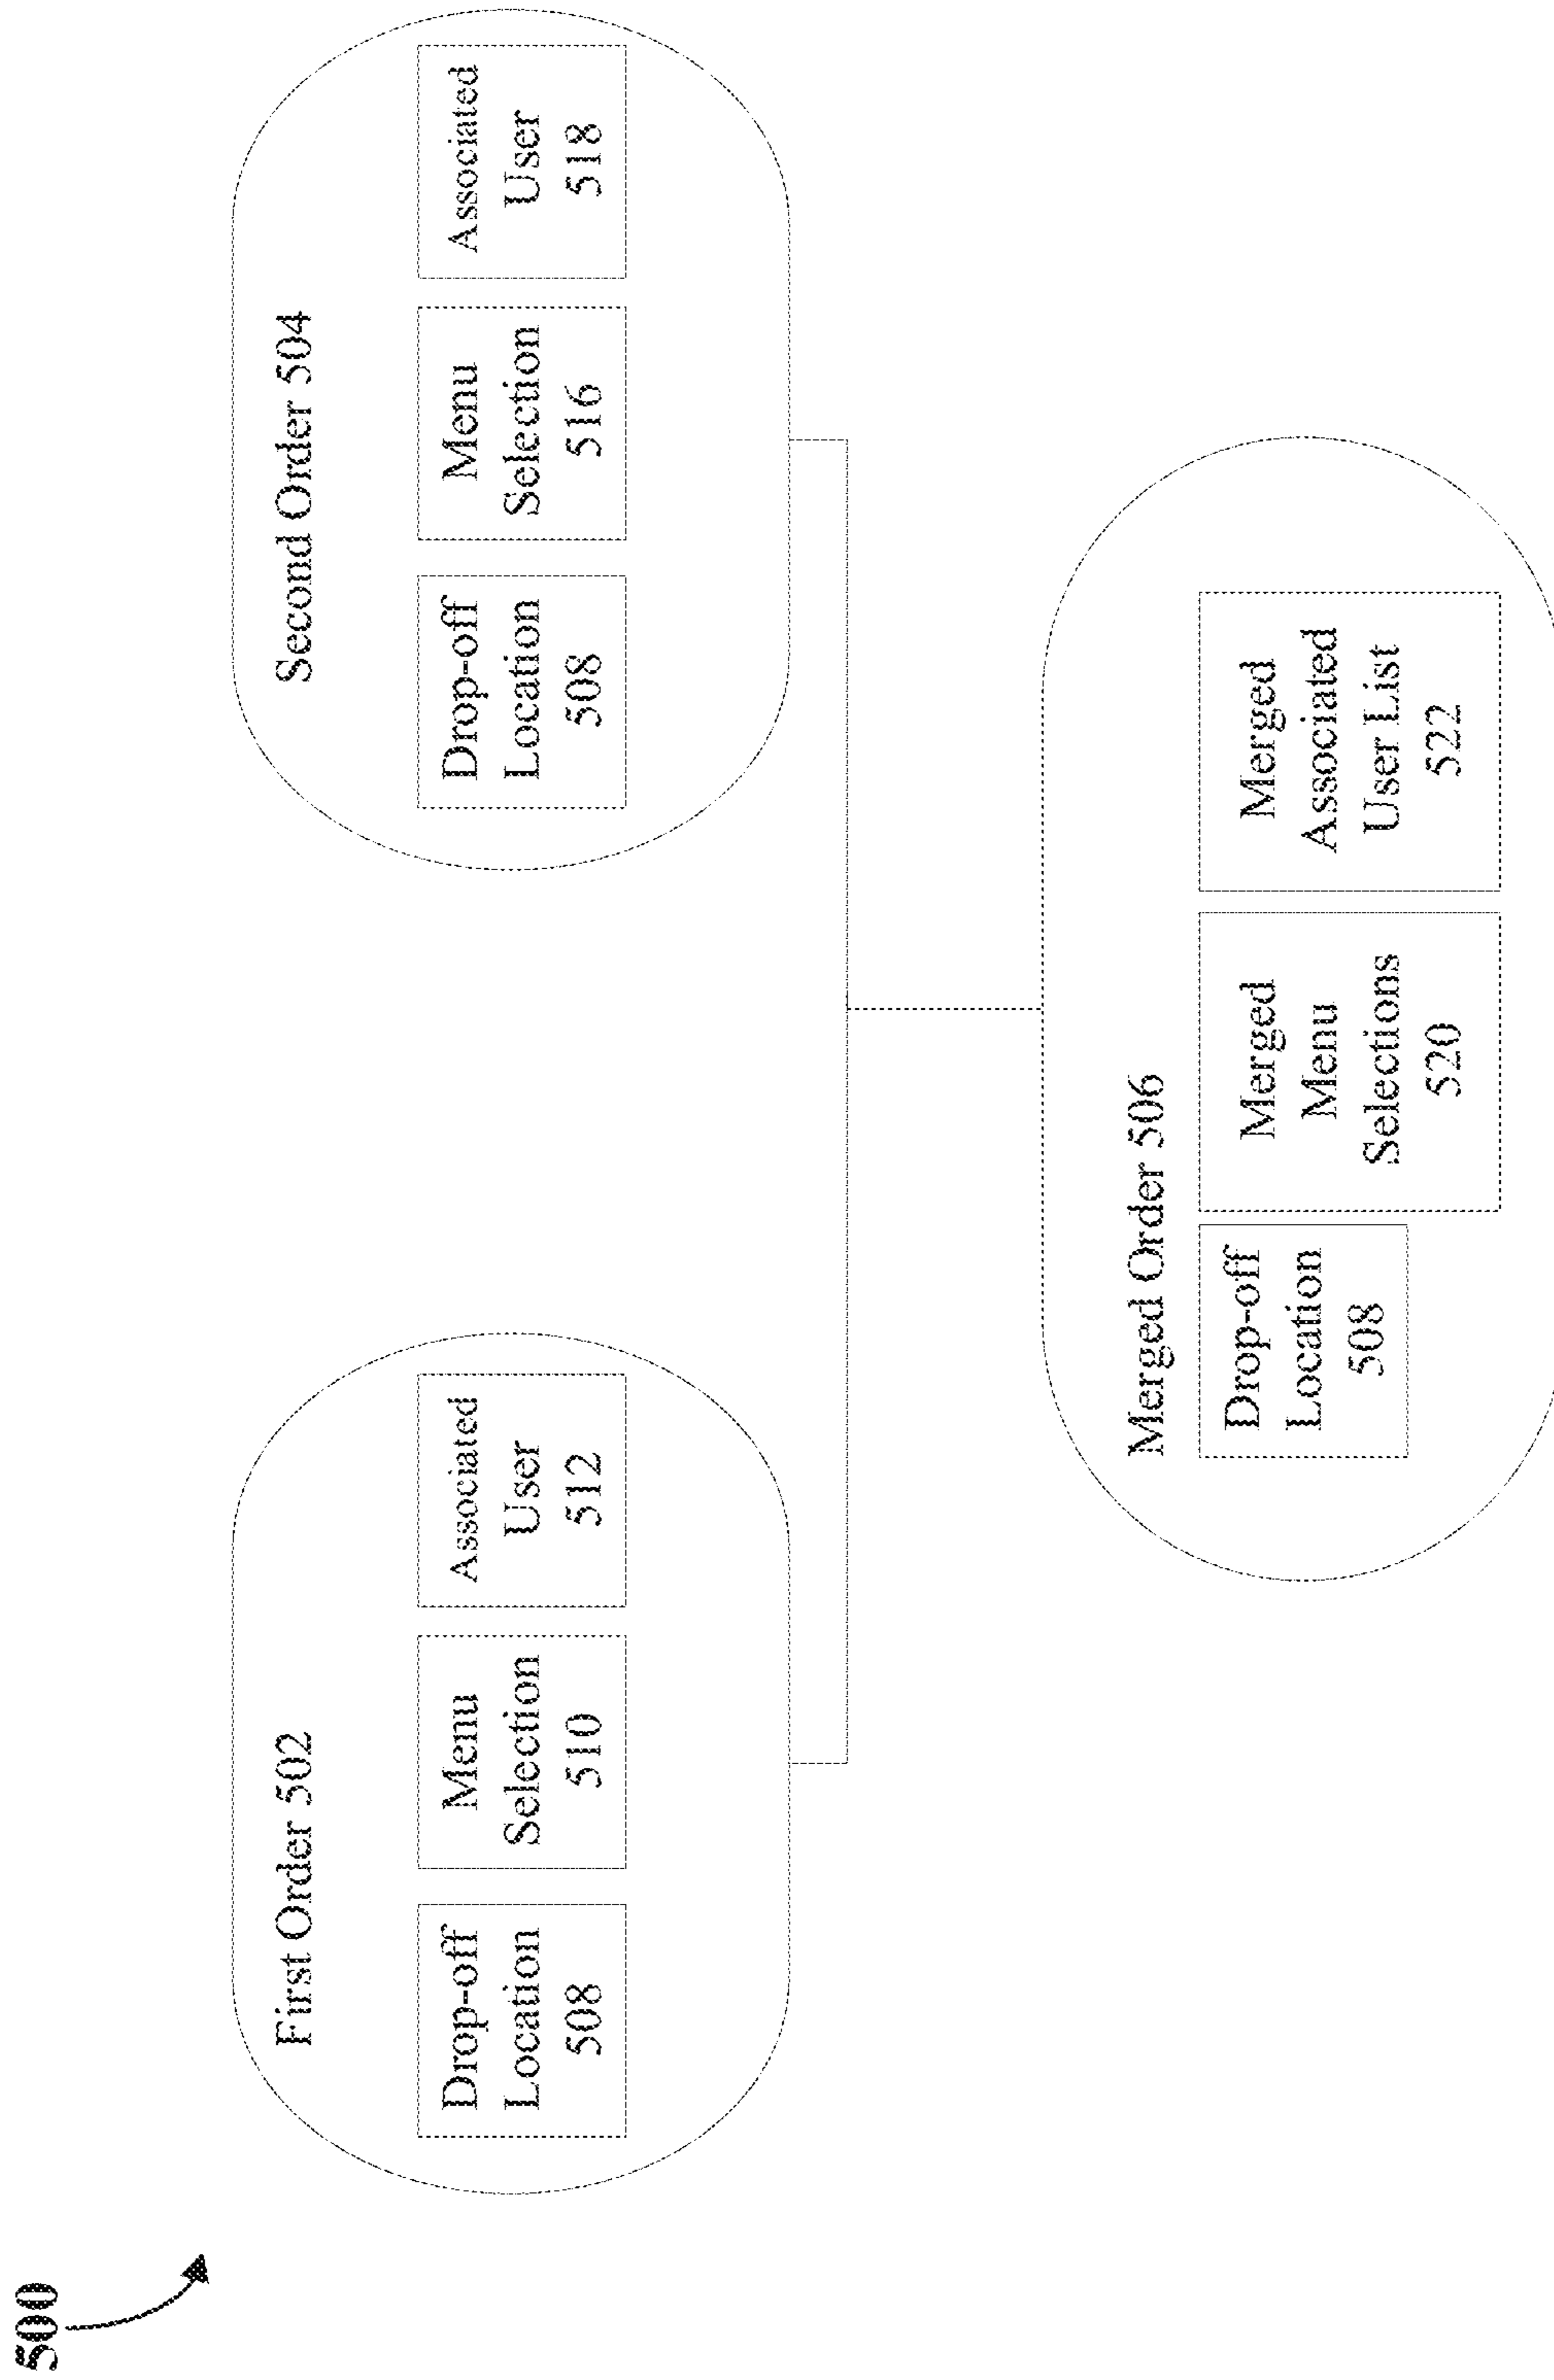 500
First Order 502
Drop-off
Location
508
Menu
Selection
510
Associated
User
512
Second Order 504
Drop-off
Location
508
Menu
Selection
516
Associated
User
518
Merged Order 506
Drop-off
Location
508
Merged
Menu
Selections
520
Merged
Associated
User List
522